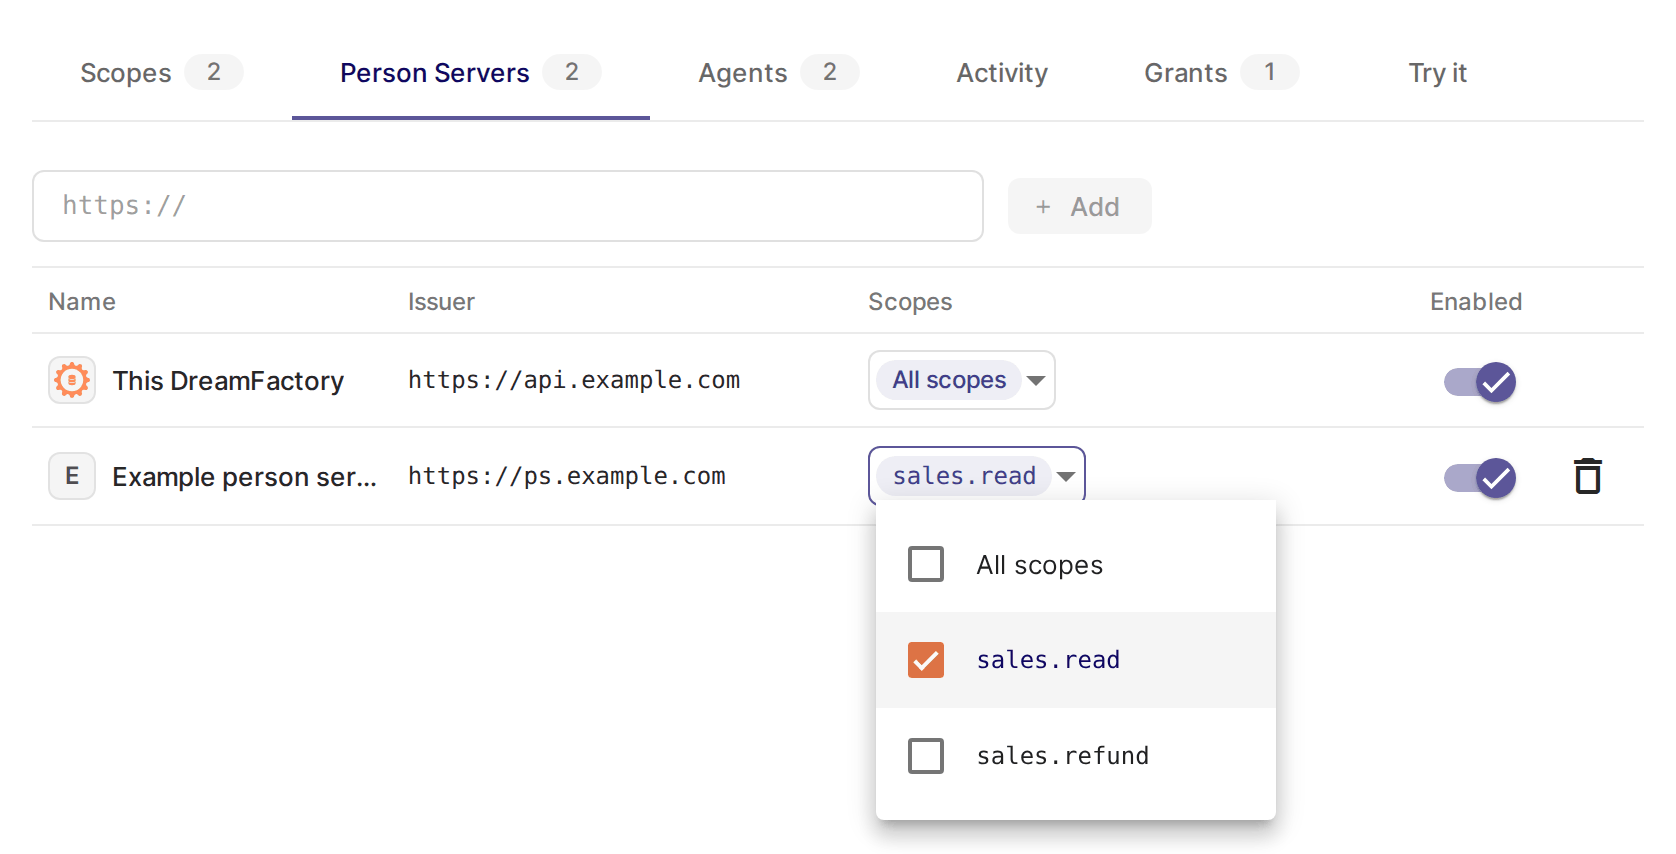 Scopes 2 Person Servers 2 Agents 2 Activity Grants 1 Try it
https:// + Add
Name Issuer Scopes Enabled
This DreamFactory https://api.example.com All scopes
E Example person ser... https://ps.example.com sales.read
All scopes
sales.read
sales.refund